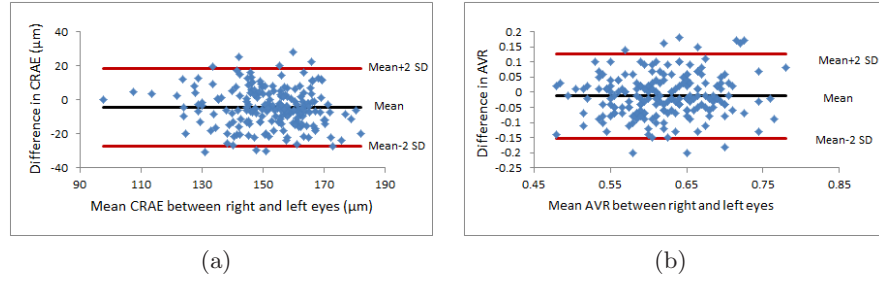 40
20
0
-20
-40
Difference in CRAE (µm)
Mean+2 SD
Mean
Mean-2 SD
90
110
130
150
170
190
Mean CRAE between right and left eyes (µm)
(a)
0.2
0.15
0.1
0.05
0
-0.05
-0.1
-0.15
-0.2
-0.25
Difference in AVR
Mean+2 SD
Mean
Mean-2 SD
0.45
0.55
0.65
0.75
0.85
Mean AVR between right and left eyes
(b)